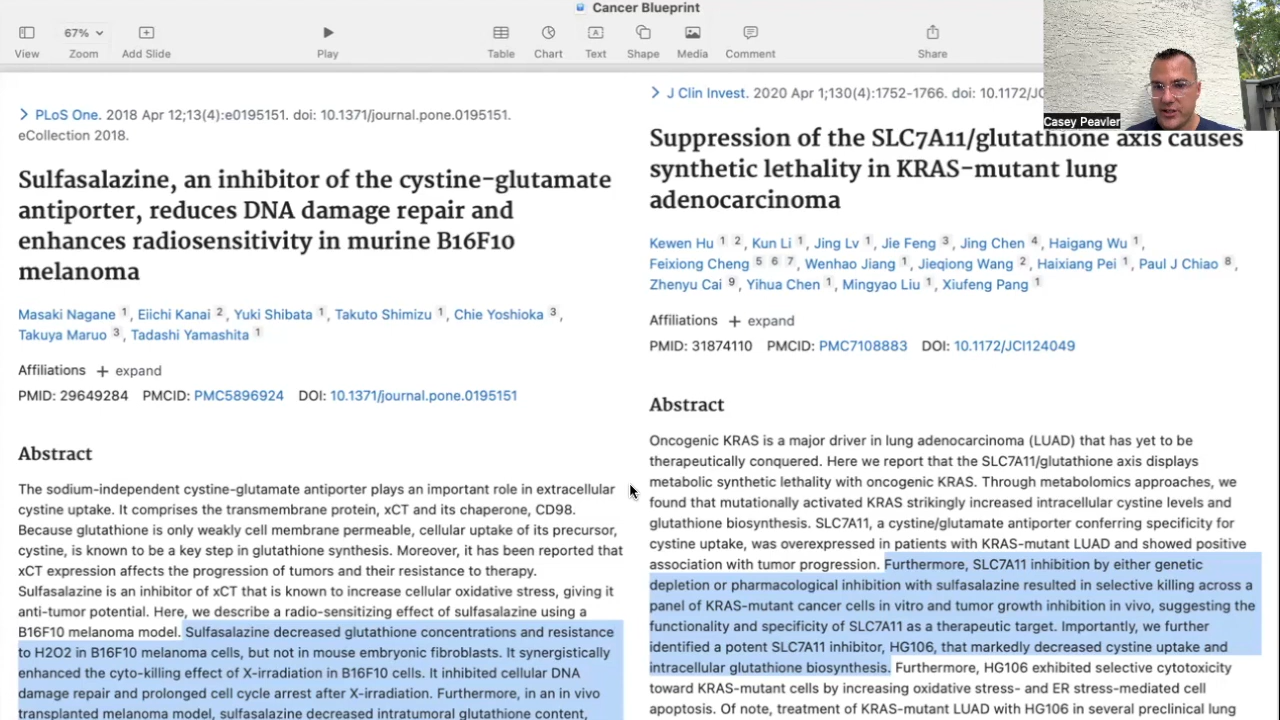 Cancer Blueprint
67%
View
Zoom
Add Slide
Play
Table
Chart
Text
Shape
Media
Comment
Share
Casey Peavler
PLoS One. 2018 Apr 12;13(4):e0195151. doi: 10.1371/journal.pone.0195151.
eCollection 2018.
Sulfasalazine, an inhibitor of the cystine-glutamate
antiporter, reduces DNA damage repair and
enhances radiosensitivity in murine B16F10
melanoma
Masaki Nagane 1, Eiichi Kanai 2, Yuki Shibata 1, Takuto Shimizu 1, Chie Yoshioka 3,
Takuya Maruo 3, Tadashi Yamashita 1
Affiliations + expand
PMID: 29649284 PMCID: PMC5896924 DOI: 10.1371/journal.pone.0195151
Abstract
The sodium-independent cystine-glutamate antiporter plays an important role in extracellular
cystine uptake. It comprises the transmembrane protein, xCT and its chaperone, CD98.
Because glutathione is only weakly cell membrane permeable, cellular uptake of its precursor,
cystine, is known to be a key step in glutathione synthesis. Moreover, it has been reported that
xCT expression affects the progression of tumors and their resistance to therapy.
Sulfasalazine is an inhibitor of xCT that is known to increase cellular oxidative stress, giving it
anti-tumor potential. Here, we describe a radio-sensitizing effect of sulfasalazine using a
B16F10 melanoma model. Sulfasalazine decreased glutathione concentrations and resistance
to H2O2 in B16F10 melanoma cells, but not in mouse embryonic fibroblasts. It synergistically
enhanced the cyto-killing effect of X-irradiation in B16F10 cells. It inhibited cellular DNA
damage repair and prolonged cell cycle arrest after X-irradiation. Furthermore, in an in vivo
transplanted melanoma model, sulfasalazine decreased intratumoral glutathione content,
J Clin Invest. 2020 Apr 1;130(4):1752-1766. doi: 10.1172/JC
Suppression of the SLC7A11/glutathione axis causes
synthetic lethality in KRAS-mutant lung
adenocarcinoma
Kewen Hu 1 2, Kun Li 1, Jing Lv 1, Jie Feng 3, Jing Chen 4, Haigang Wu 1,
Feixiong Cheng 5 6 7, Wenhao Jiang 1, Jieqiong Wang 2, Haixiang Pei 1, Paul J Chiao 8,
Zhenyu Cai 9, Yihua Chen 1, Mingyao Liu 1, Xiufeng Pang 1
Affiliations + expand
PMID: 31874110 PMCID: PMC7108883 DOI: 10.1172/JCI124049
Abstract
Oncogenic KRAS is a major driver in lung adenocarcinoma (LUAD) that has yet to be
therapeutically conquered. Here we report that the SLC7A11/glutathione axis displays
metabolic synthetic lethality with oncogenic KRAS. Through metabolomics approaches, we
found that mutationally activated KRAS strikingly increased intracellular cystine levels and
glutathione biosynthesis. SLC7A11, a cystine/glutamate antiporter conferring specificity for
cystine uptake, was overexpressed in patients with KRAS-mutant LUAD and showed positive
association with tumor progression. Furthermore, SLC7A11 inhibition by either genetic
depletion or pharmacological inhibition with sulfasalazine resulted in selective killing across a
panel of KRAS-mutant cancer cells in vitro and tumor growth inhibition in vivo, suggesting the
functionality and specificity of SLC7A11 as a therapeutic target. Importantly, we further
identified a potent SLC7A11 inhibitor, HG106, that markedly decreased cystine uptake and
intracellular glutathione biosynthesis. Furthermore, HG106 exhibited selective cytotoxicity
toward KRAS-mutant cells by increasing oxidative stress- and ER stress-mediated cell
apoptosis. Of note, treatment of KRAS-mutant LUAD with HG106 in several preclinical lung